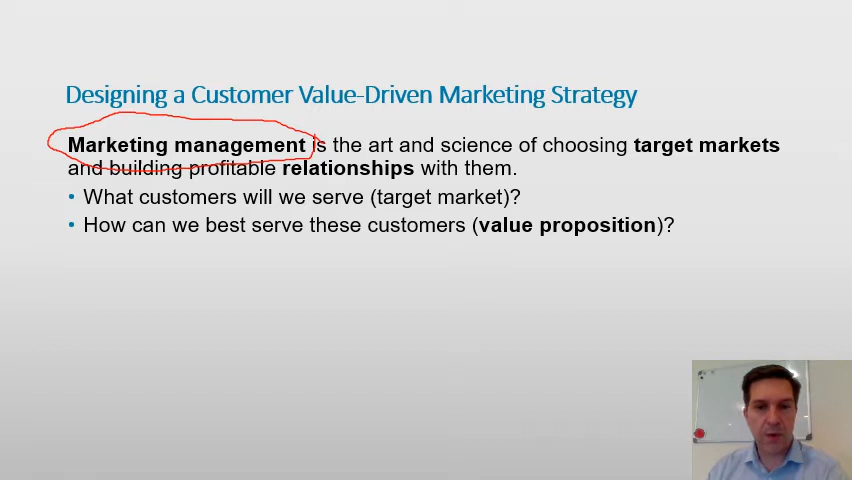 Designing a Customer Value-Driven Marketing Strategy
Marketing management is the art and science of choosing target markets
and building profitable relationships with them.
• What customers will we serve (target market)?
• How can we best serve these customers (value proposition)?